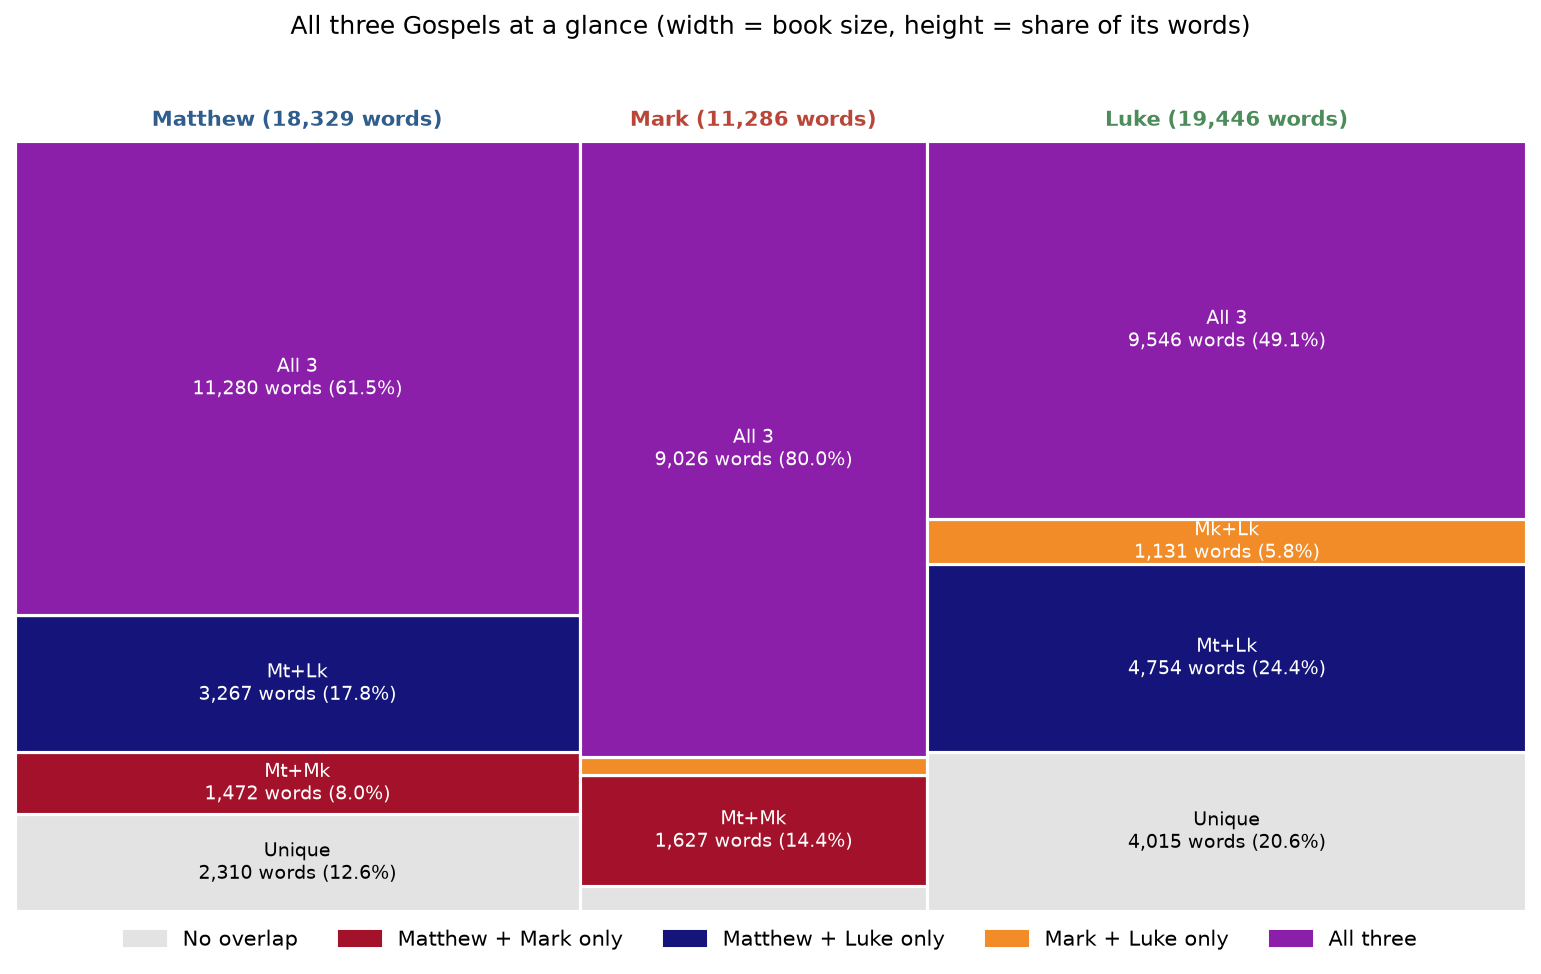 All three Gospels at a glance (width = book size, height = share of its words)
Matthew (18,329 words)
Mark (11,286 words)
Luke (19,446 words)
All 3
11,280 words (61.5%)
Mt+Lk
3,267 words (17.8%)
Mt+Mk
1,472 words (8.0%)
Unique
2,310 words (12.6%)
All 3
9,026 words (80.0%)
Mt+Mk
1,627 words (14.4%)
All 3
9,546 words (49.1%)
Mk+Lk
1,131 words (5.8%)
Mt+Lk
4,754 words (24.4%)
Unique
4,015 words (20.6%)
No overlap
Matthew + Mark only
Matthew + Luke only
Mark + Luke only
All three